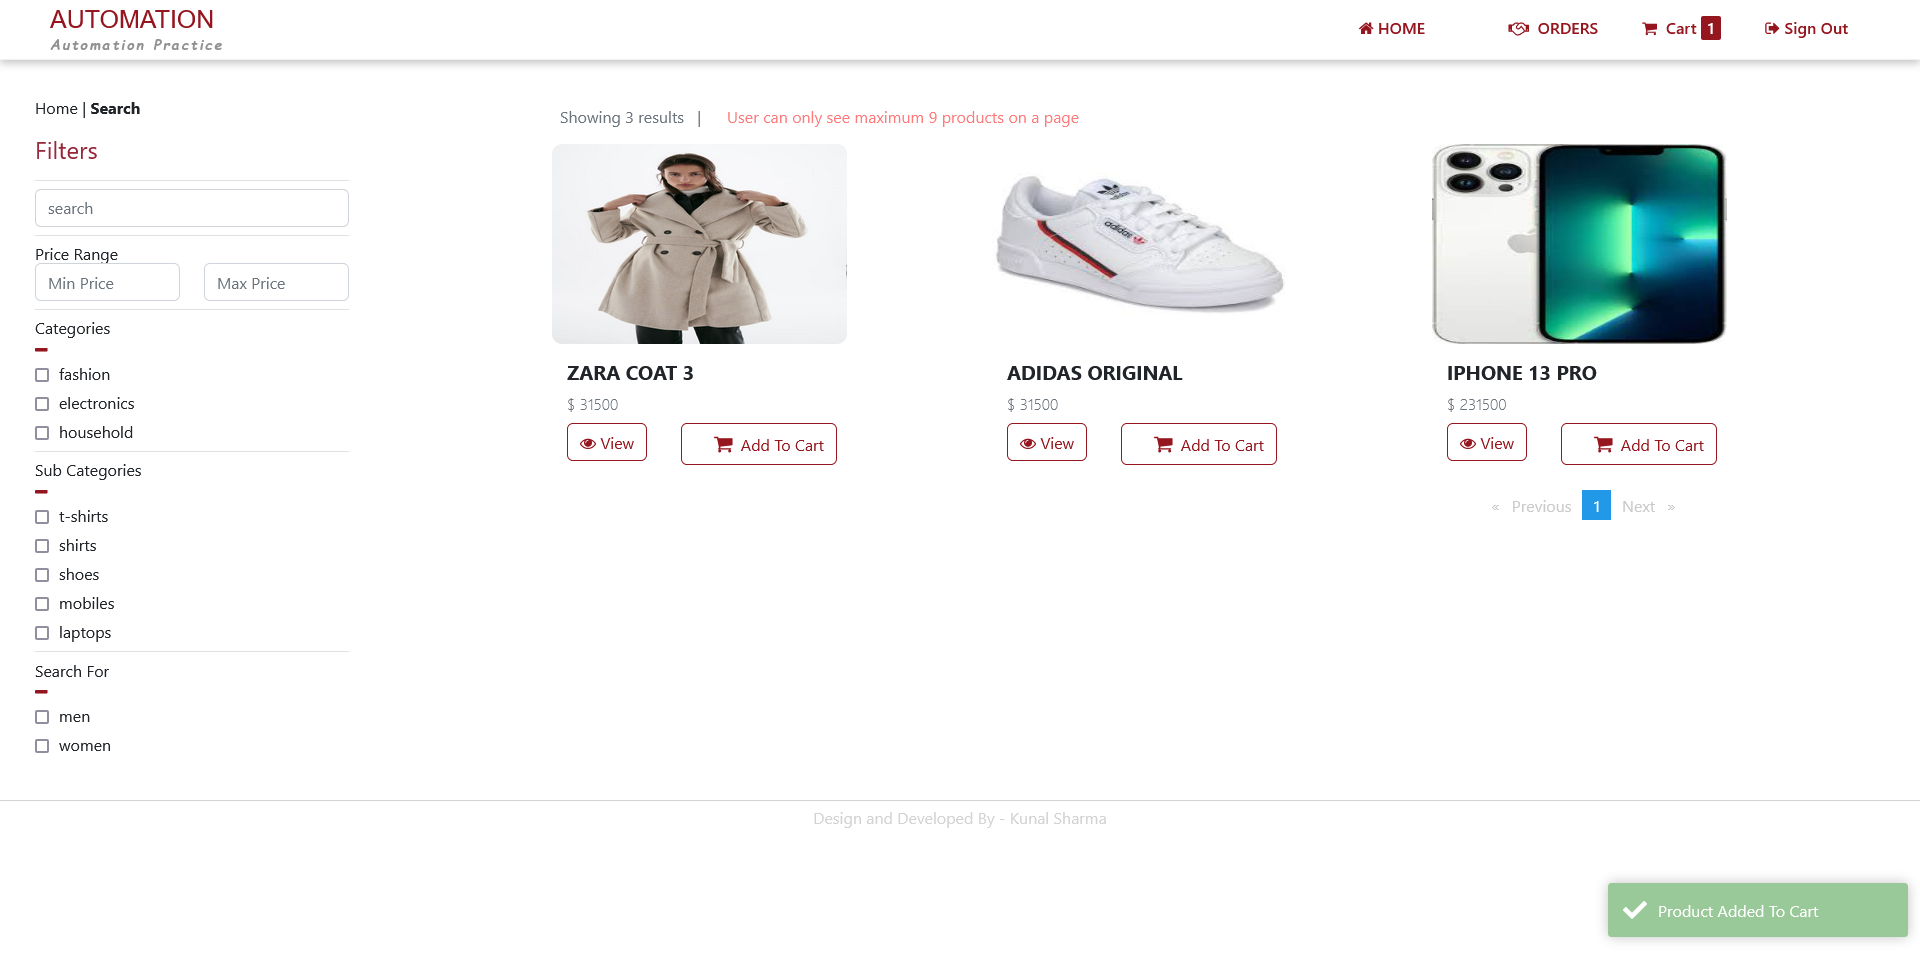 AUTOMATION
Automation Practice
HOME
ORDERS
Cart 1
Sign Out
Home | Search
Filters
search
Price Range
Min Price
Max Price
Categories
fashion
electronics
household
Sub Categories
t-shirts
shirts
shoes
mobiles
laptops
Search For
men
women
Showing 3 results |
User can only see maximum 9 products on a page
ZARA COAT 3
$ 31500
View
Add To Cart
adidas
adidas
ADIDAS ORIGINAL
$ 31500
View
Add To Cart
IPHONE 13 PRO
$ 231500
View
Add To Cart
« Previous 1 Next »
Design and Developed By - Kunal Sharma
Product Added To Cart